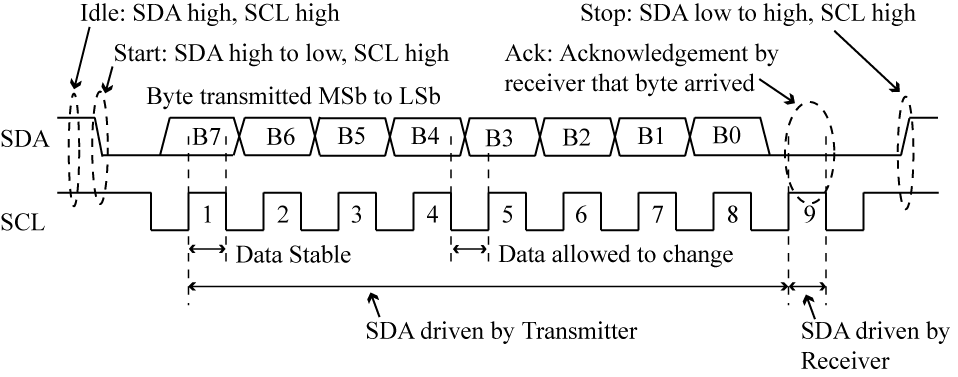 Idle: SDA high, SCL high
Stop: SDA low to high, SCL high
Start: SDA high to low, SCL high
Ack: Acknowledgement by
receiver that byte arrived
Byte transmitted MSb to LSb
SDA
B7 B6 B5 B4 B3 B2 B1 B0
SCL
1 2 3 4 5 6 7 8 9
Data Stable
Data allowed to change
SDA driven by Transmitter
SDA driven by
Receiver